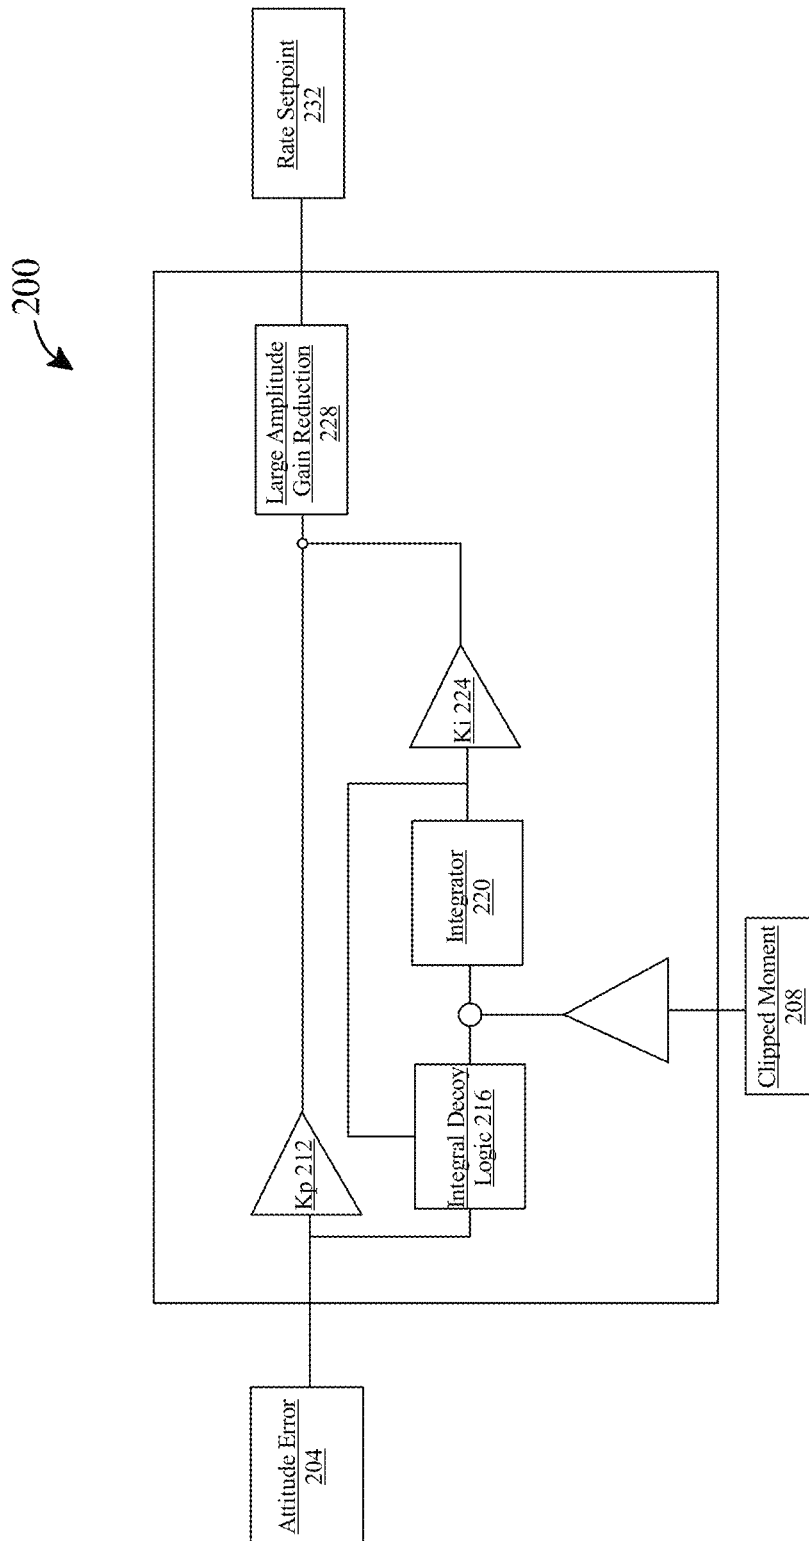 200
Attitude Error
204
Kp 212
Integral Decoy
Logic 216
Integrator
220
Ki 224
Clipped Moment
208
Large Amplitude
Gain Reduction
228
Rate Setpoint
232